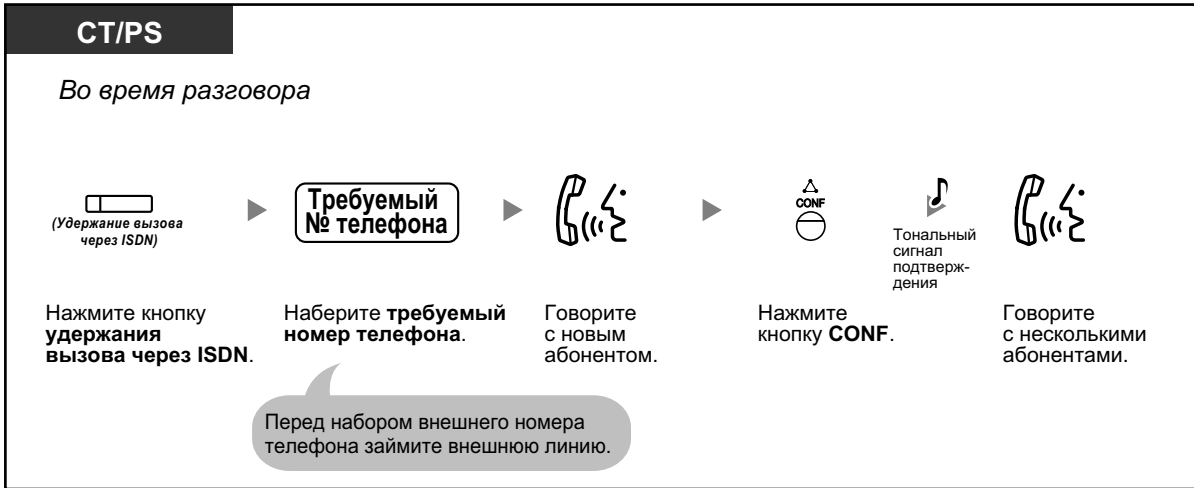 CT/PS
Во время разговора
(Удержание вызова
через ISDN)
Требуемый
№ телефона
CONF
Тональный
сигнал
подтверж-
дения
Нажмите кнопку
удержания
вызова через ISDN.
Наберите требуемый
номер телефона.
Говорите
с новым
абонентом.
Нажмите
кнопку CONF.
Говорите
с несколькими
абонентами.
Перед набором внешнего номера
телефона займите внешнюю линию.